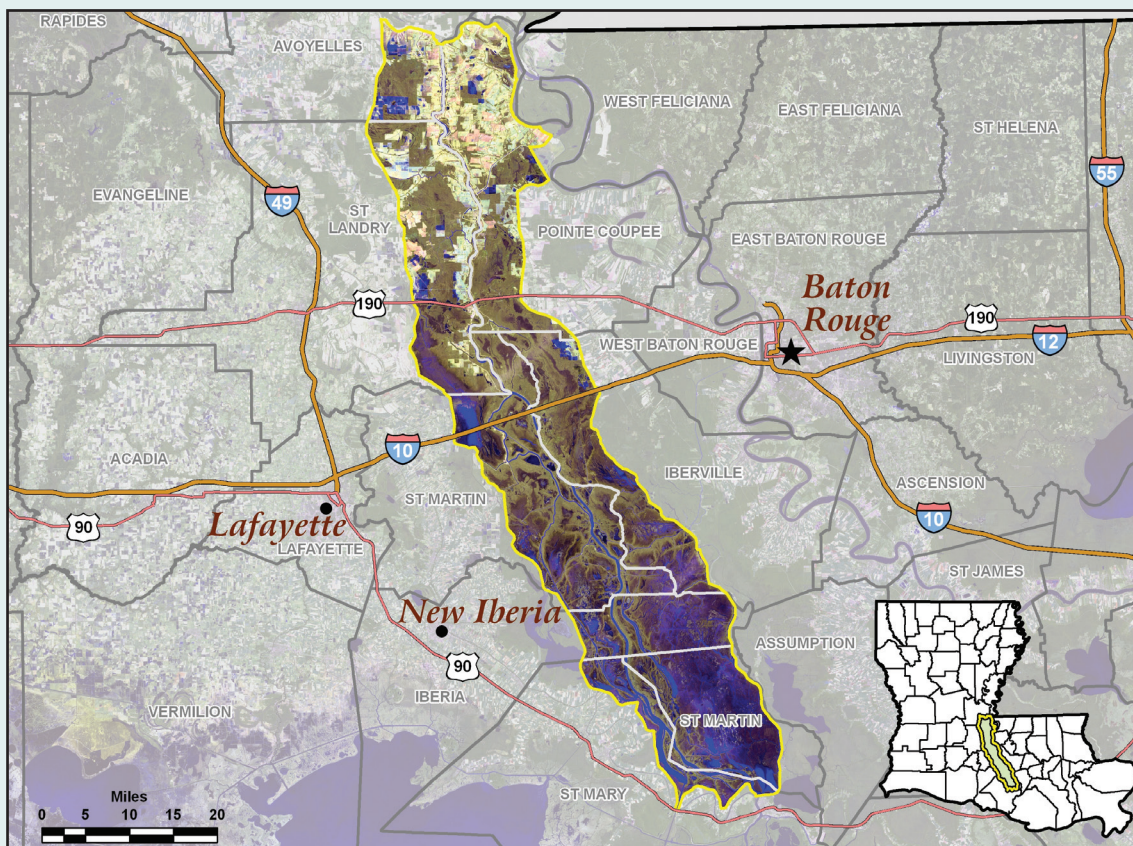 RAPIDES
AVOYELLES
WEST FELICIANA
EAST FELICIANA
ST HELENA
55
EVANGELINE
49
ST
LANDRY
POINTE COUPEE
EAST BATON ROUGE
Baton
Rouge
190
190
12
WEST BATON ROUGE
LIVINGSTON
ACADIA
10
IBERVILLE
ST MARTIN
ASCENSION
90
Lafayette
LAFAYETTE
10
ST JAMES
New Iberia
90
ASSUMPTION
IBERIA
VERMILION
ST MARTIN
ST MARY
Miles
0 5 10 15 20